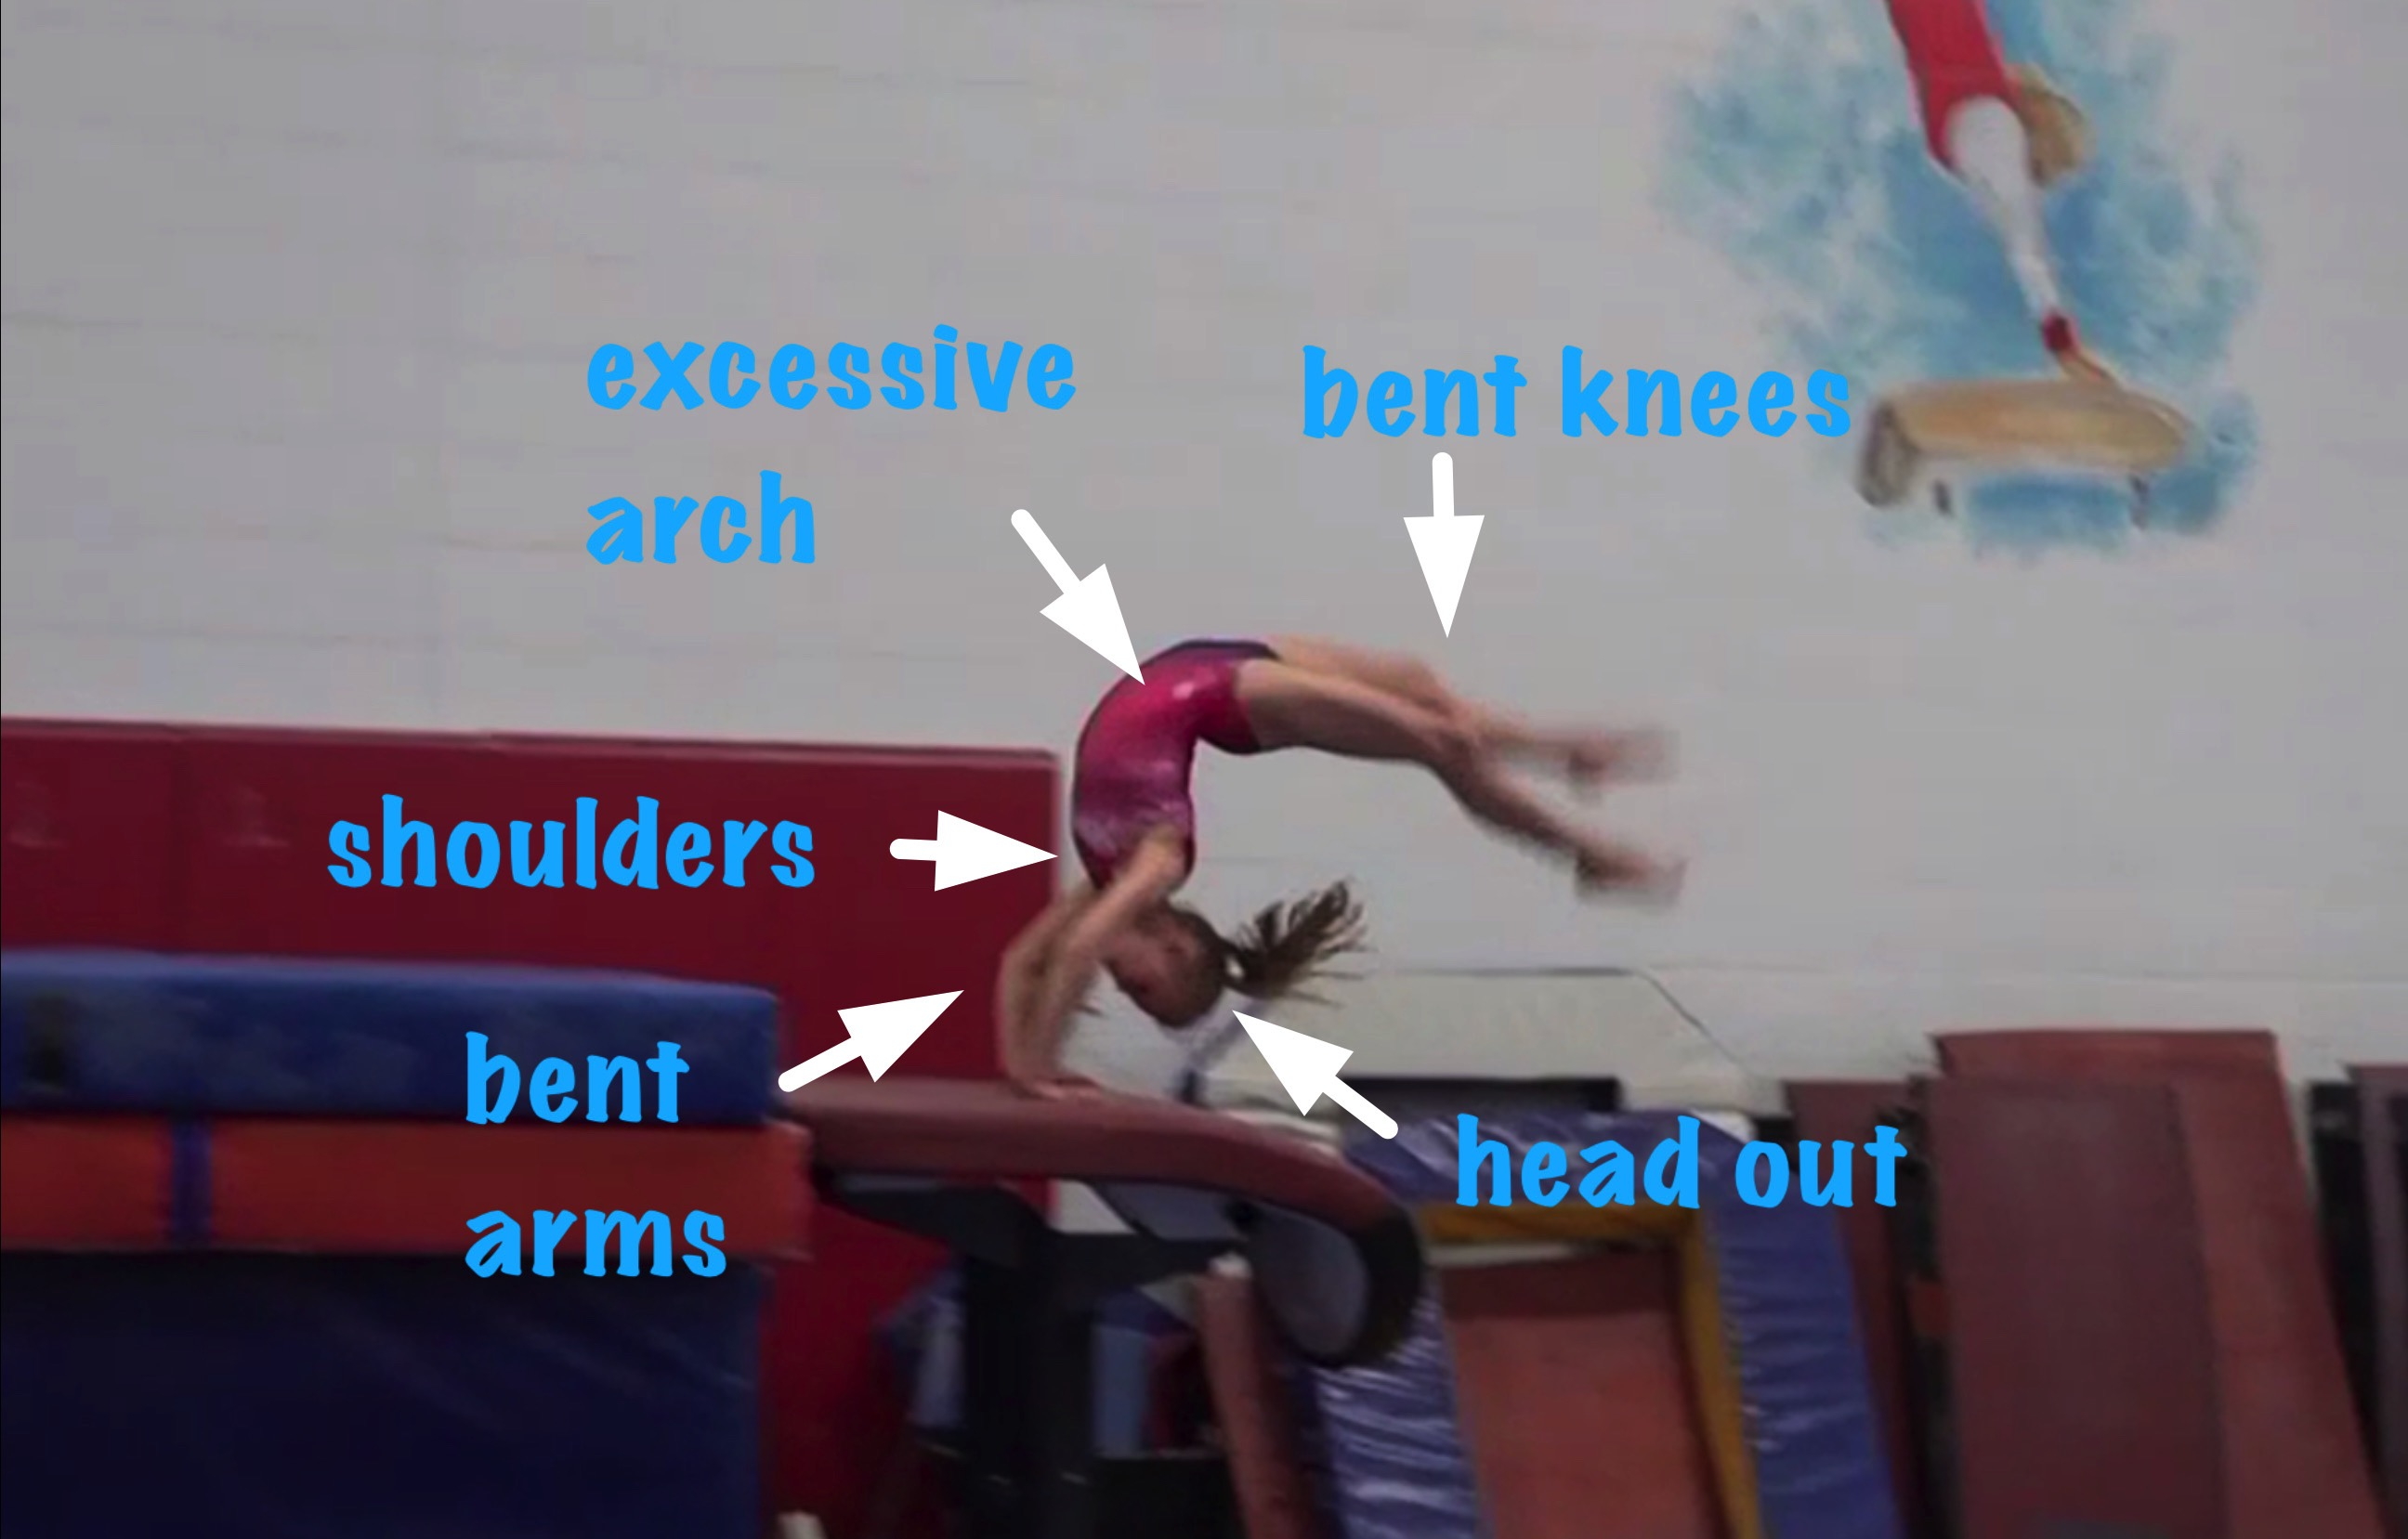 excessive
arch
bent knees
shoulders
bent
arms
head out